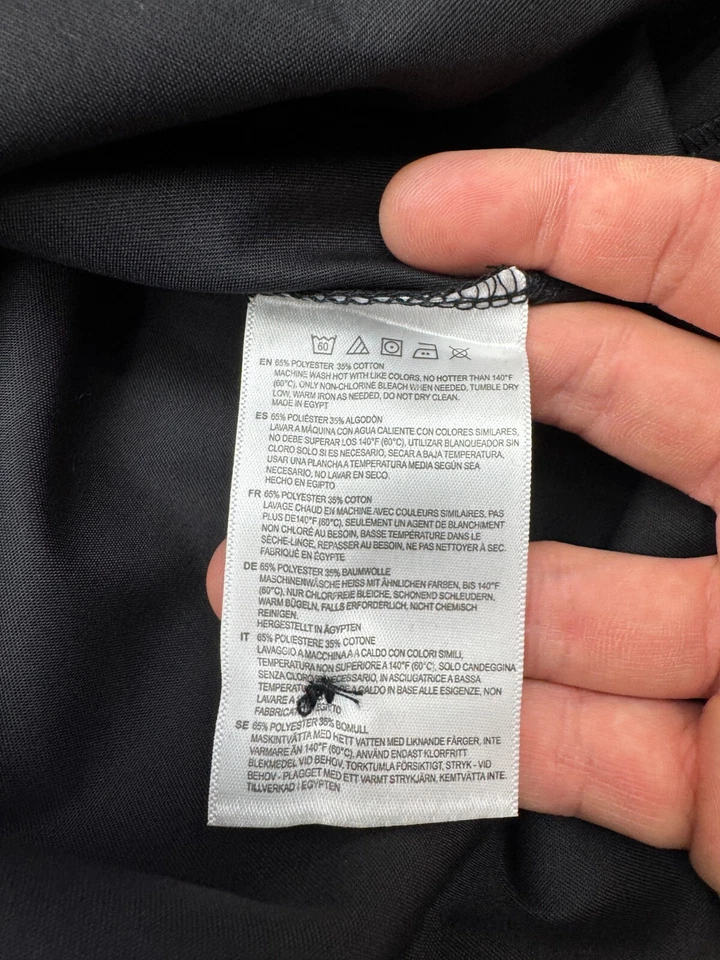 60
EN 65% POLYESTER 35% COTTON
MACHINE WASH HOT WITH LIKE COLORS, NO HOTTER THAN 140°F
(60°C), ONLY NON-CHLORINE BLEACH WHEN NEEDED, TUMBLE DRY
LOW, WARM IRON AS NEEDED, DO NOT DRY CLEAN.
MADE IN EGYPT
ES 65% POLIÉSTER 35% ALGODÓN
LAVAR A MÁQUINA CON AGUA CALIENTE CON COLORES SIMILARES,
NO DEBE SUPERAR LOS 140°F (60°C), UTILIZAR BLANQUEADOR SIN
CLORO SOLO SI ES NECESARIO, SECAR A BAJA TEMPERATURA,
USAR UNA PLANCHA A TEMPERATURA MEDIA SEGÚN SEA
NECESARIO, NO LAVAR EN SECO.
HECHO EN EGIPTO
FR 65% POLYESTER 35% COTON
LAVAGE CHAUD EN MACHINE AVEC COULEURS SIMILAIRES, PAS
PLUS DE140°F (60°C), SEULEMENT UN AGENT DE BLANCHIMENT
NON CHLORÉ AU BESOIN, BASSE TEMPÉRATURE DANS LE
SÈCHE-LINGE, REPASSER AU BESOIN, NE PAS NETTOYER À SEC.
FABRIQUÉ EN ÉGYPTE
DE 65% POLYESTER 35% BAUMWOLLE
MASCHINENWÄSCHE HEISS MIT ÄHNLICHEN FARBEN, BIS 140°F
(60°C), NUR CHLORFREIE BLEICHE, SCHONEND SCHLEUDERN,
WARM BÜGELN, FALLS ERFORDERLICH, NICHT CHEMISCH
REINIGEN.
HERGESTELLT IN ÄGYPTEN
IT 65% POLIESTERE 35% COTONE
LAVAGGIO A MACCHINA A A CALDO CON COLORI SIMILI,
TEMPERATURA NON SUPERIORE A 140°F (60°C), SOLO CANDEGGINA
SENZA CLORO IN ASCIUGATRICE A BASSA
CALDO IN BASE ALLE ESIGENZE, NON
LAVARE A
SE 65% POLYESTER 35% BOMULL
MASKINTVÄTTA MED HETT VATTEN MED LIKNANDE FÄRGER, INTE
VARMARE ÄN 140°F (60°C), ANVÄND ENDAST KLORFRITT
BLEKMEDEL VID BEHOV, TORKTUMLA FÖRSIKTIGT, STRYK - VID
BEHOV - PLAGGET MED ETT VARMT STRYKJÄRN, KEMTVÄTTA INTE.
TILLVERKAD I EGYPTEN